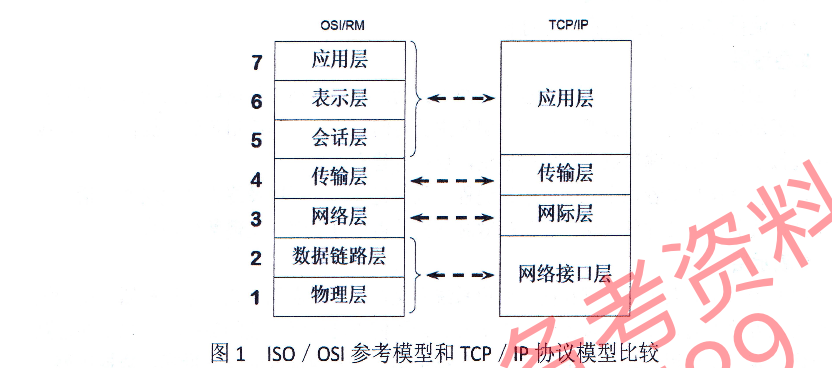 OSI/RM TCP/IP
7 应用层
6 表示层 应用层
5 会话层
4 传输层 传输层
3 网络层 网际层
2 数据链路层
网络接口层
1 物理层
图 1 ISO / OSI 参考模型和 TCP / IP 协议模型比较
备考资料